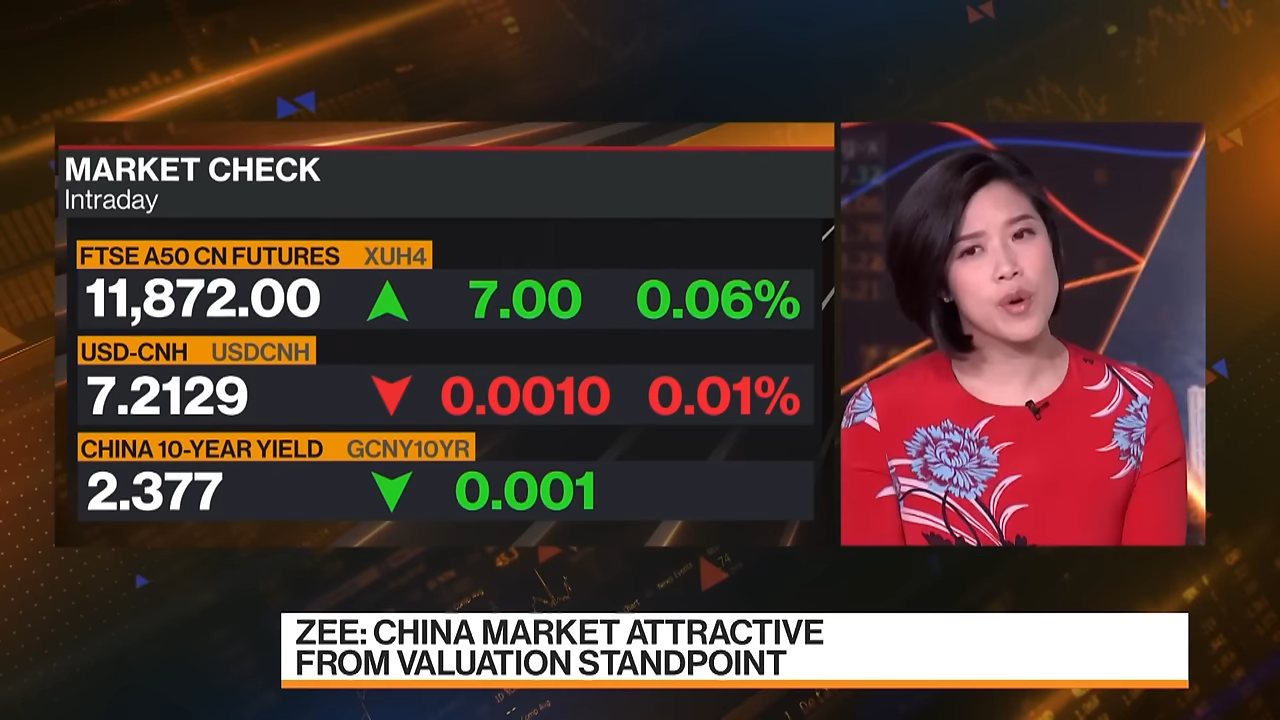 MARKET CHECK
Intraday
FTSE A50 CN FUTURES XUH4
11,872.00 7.00 0.06%
USD-CNH USDCNH
7.2129 0.0010 0.01%
CHINA 10-YEAR YIELD GCNY10YR
2.377 0.001
ZEE: CHINA MARKET ATTRACTIVE
FROM VALUATION STANDPOINT